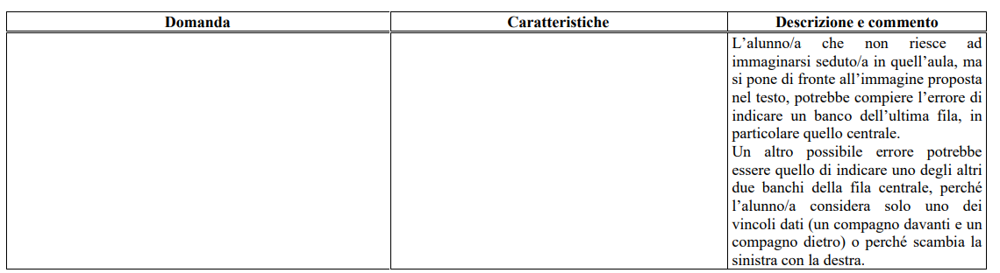 Domanda Caratteristiche Descrizione e commento
L’alunno/a che non riesce ad
immaginarsi seduto/a in quell’aula, ma
si pone di fronte all’immagine proposta
nel testo, potrebbe compiere l’errore di
indicare un banco dell’ultima fila, in
particolare quello centrale.
Un altro possibile errore potrebbe
essere quello di indicare uno degli altri
due banchi della fila centrale, perché
l’alunno/a considera solo uno dei
vincoli dati (un compagno davanti e un
compagno dietro) o perché scambia la
sinistra con la destra.